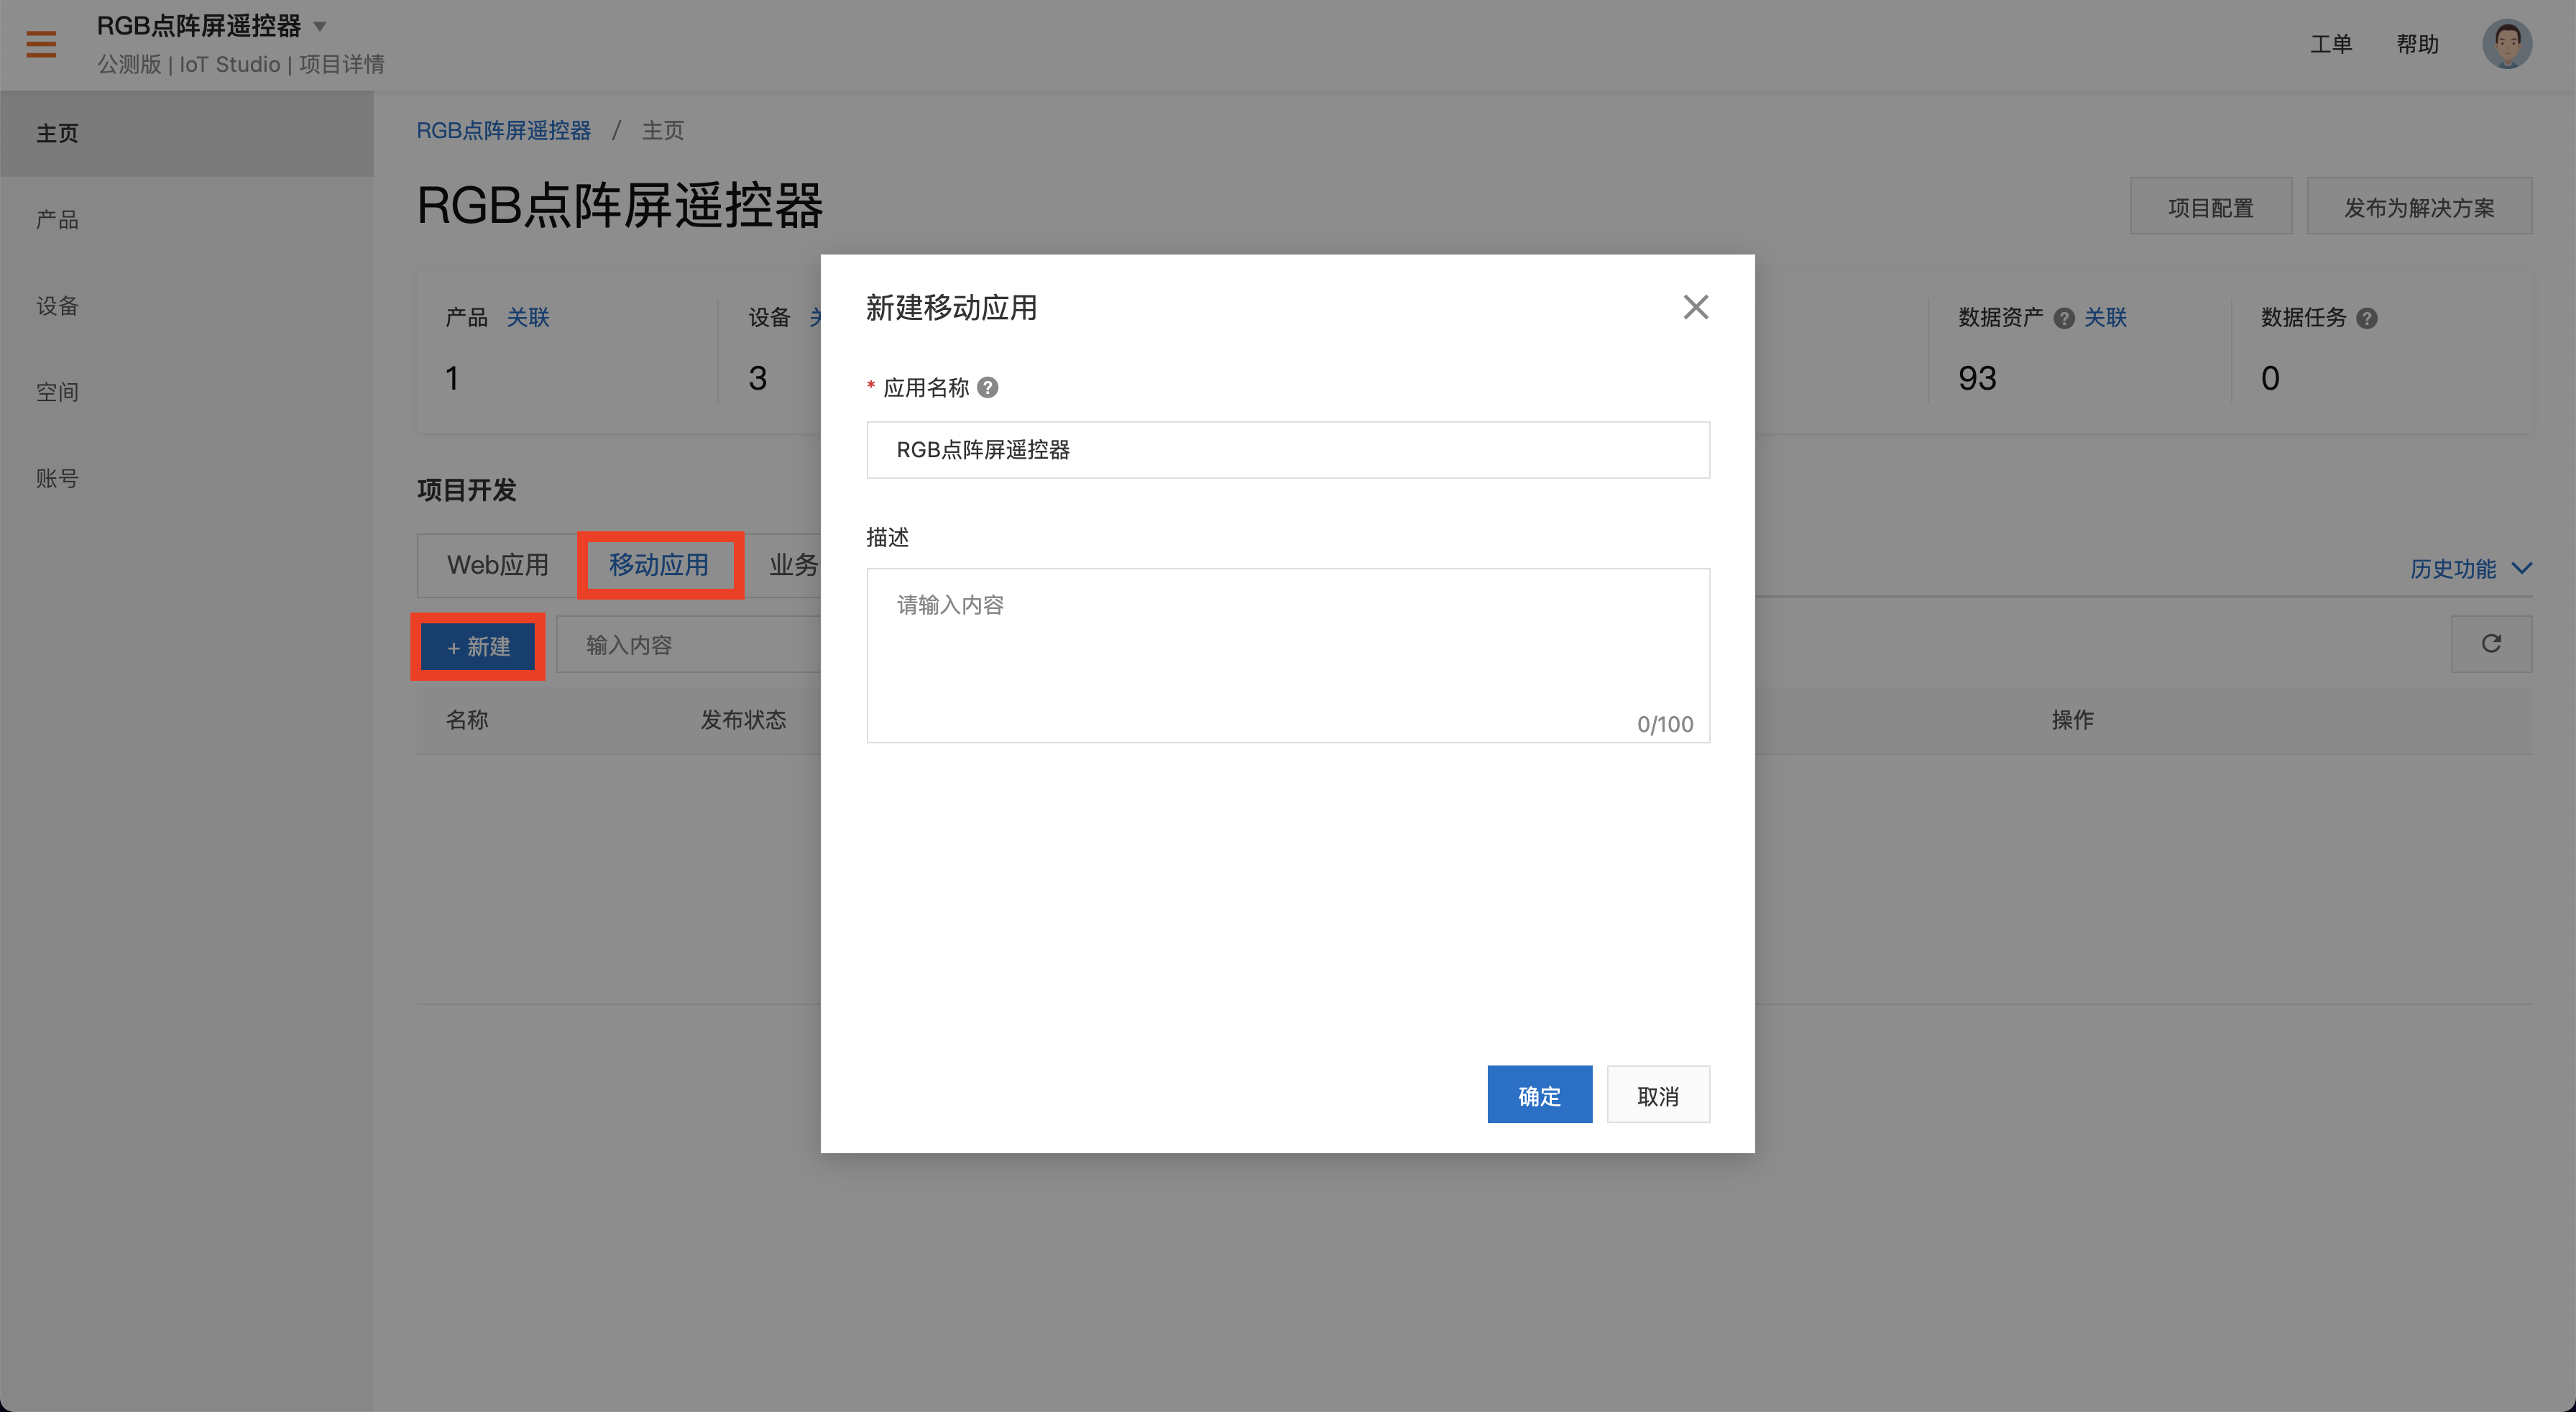 RGB点阵屏遥控器
公测版 | IoT Studio | 项目详情
工单 帮助
主页
产品
设备
空间
账号
RGB点阵屏遥控器 / 主页
RGB点阵屏遥控器
项目配置 发布为解决方案
产品 关联
1
设备
3
数据资产 ? 关联
93
数据任务 ?
0
项目开发
Web应用 移动应用 业务
历史功能
+ 新建
输入内容
名称 发布状态 操作
新建移动应用
* 应用名称 ?
RGB点阵屏遥控器
描述
请输入内容
0/100
确定 取消